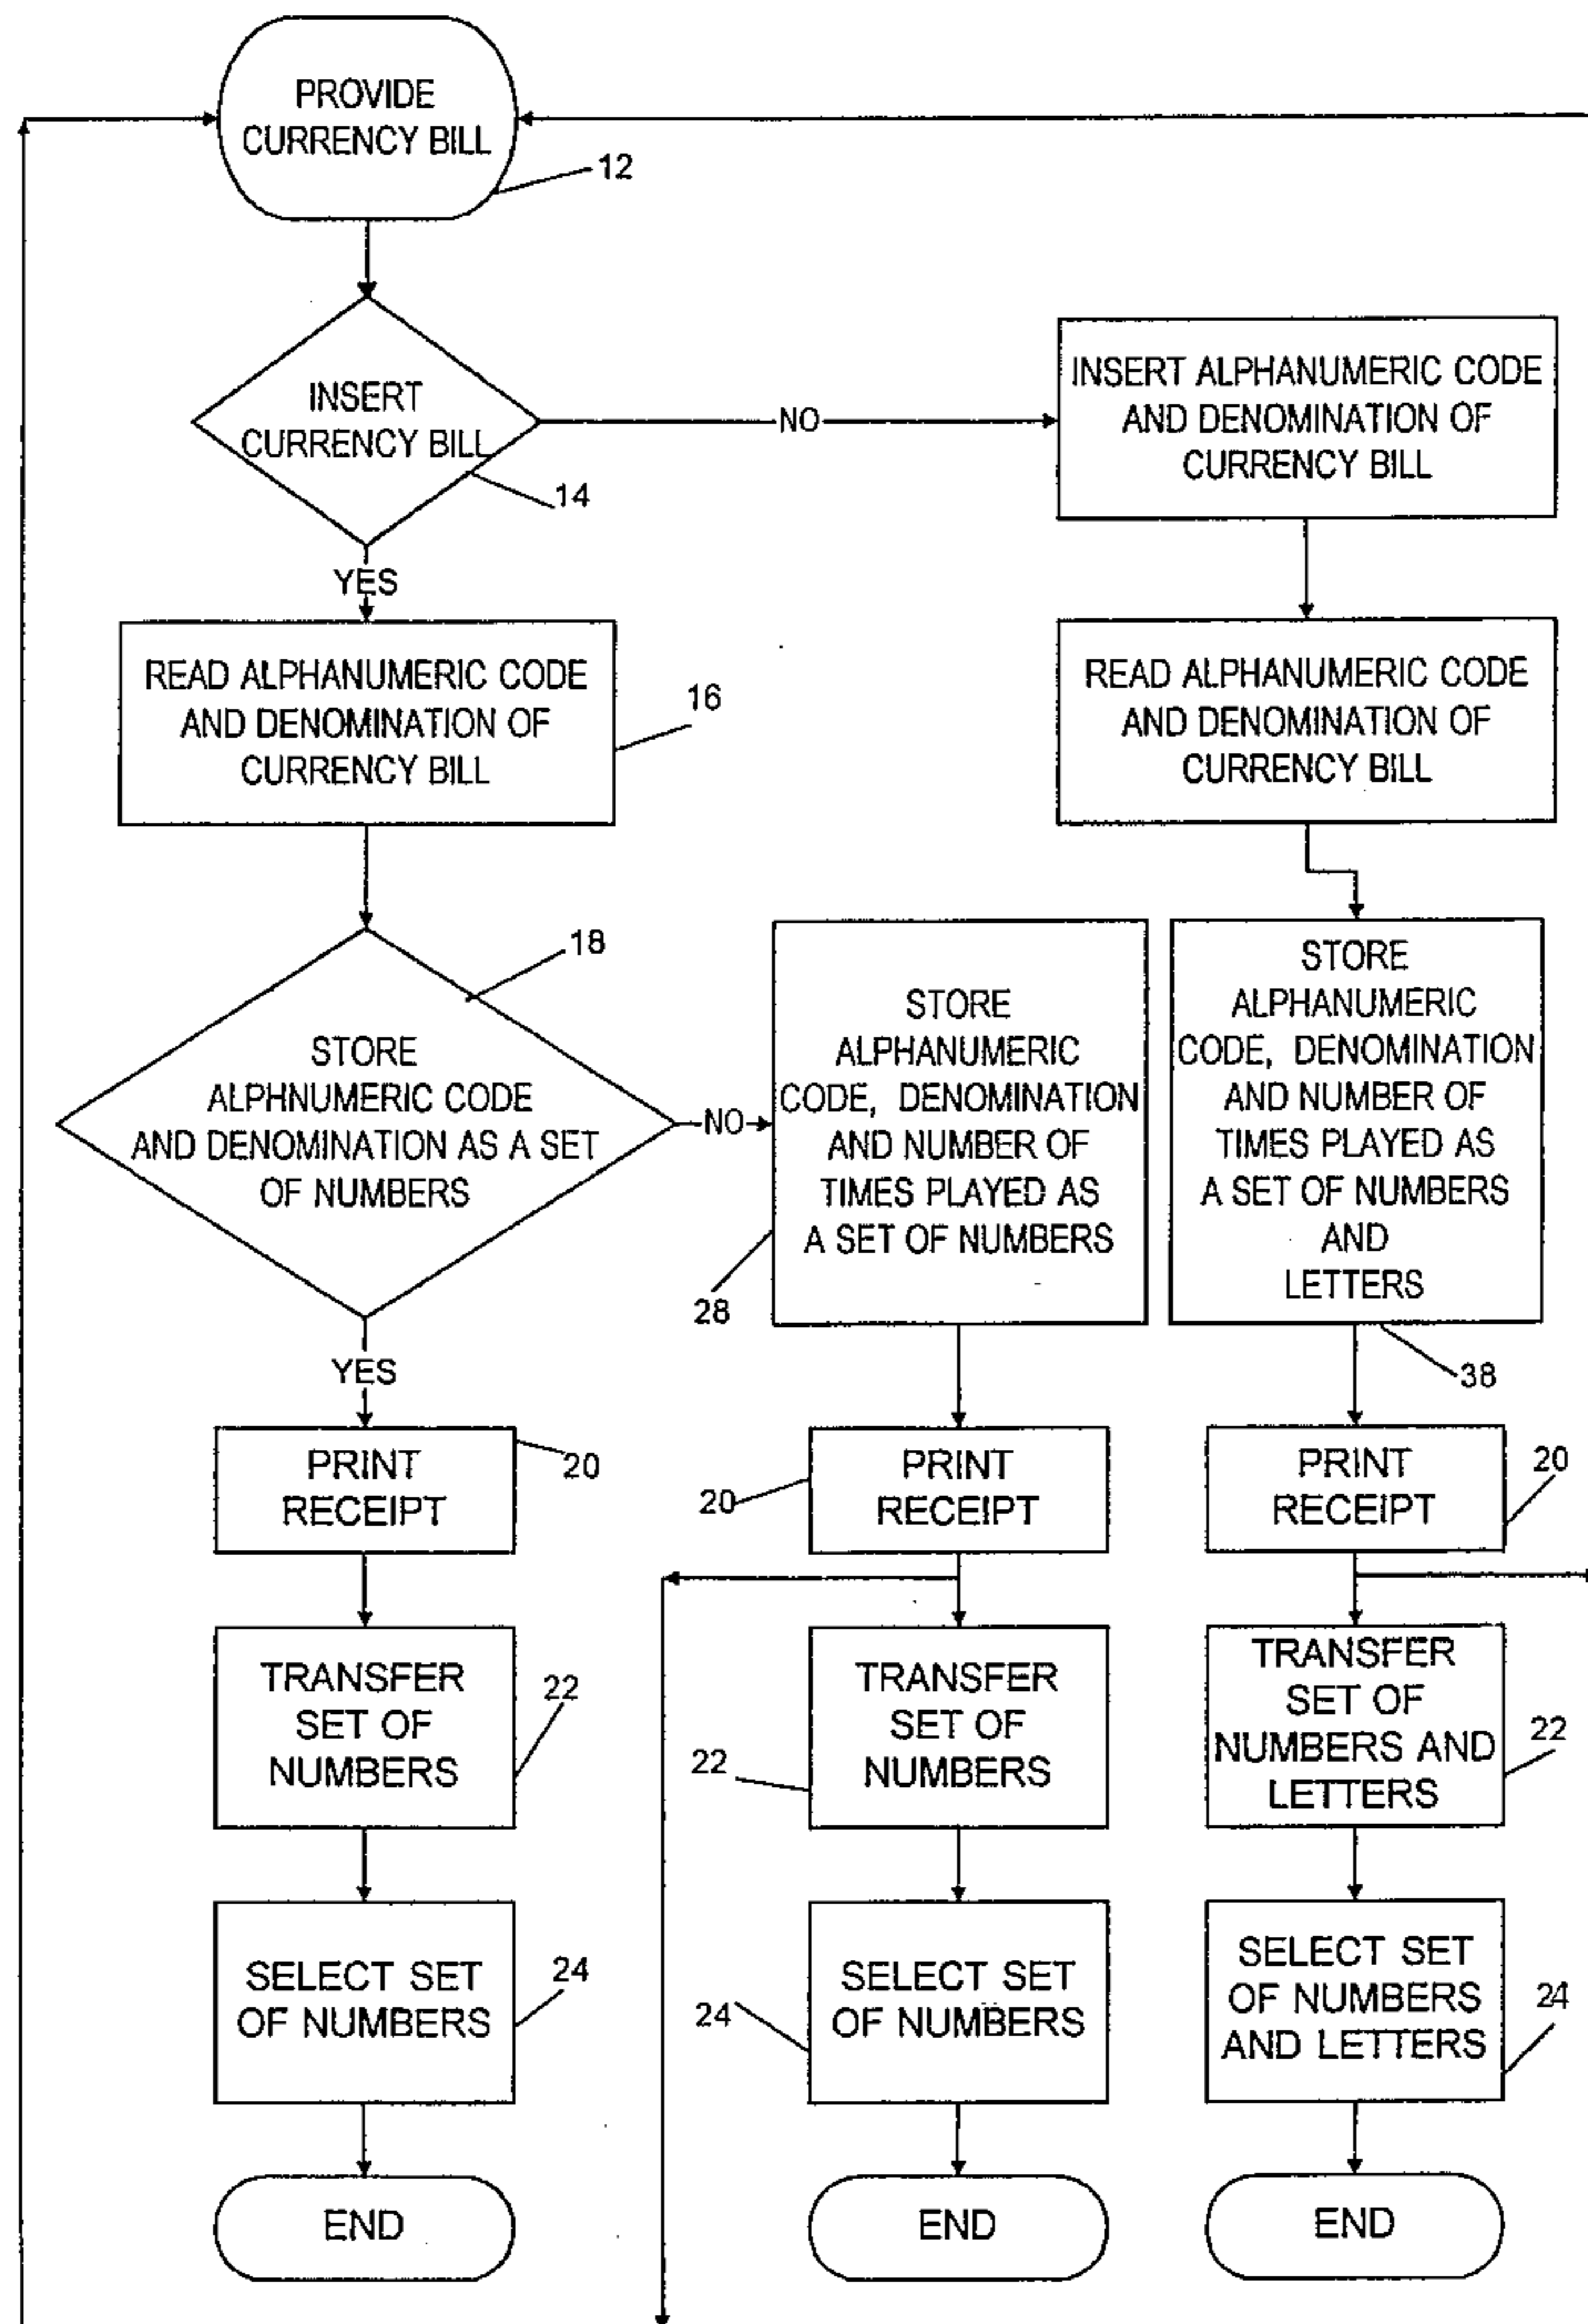 PROVIDE
CURRENCY BILL
12
INSERT
CURRENCY BILL
14
NO
INSERT ALPHANUMERIC CODE
AND DENOMINATION OF
CURRENCY BILL
YES
READ ALPHANUMERIC CODE
AND DENOMINATION OF
CURRENCY BILL
16
READ ALPHANUMERIC CODE
AND DENOMINATION OF
CURRENCY BILL
18
STORE
ALPHNUMERIC CODE
AND DENOMINATION AS A SET
OF NUMBERS
NO
STORE
ALPHANUMERIC
CODE, DENOMINATION
AND NUMBER OF
TIMES PLAYED AS
A SET OF NUMBERS
28
STORE
ALPHANUMERIC
CODE, DENOMINATION
AND NUMBER OF
TIMES PLAYED AS
A SET OF NUMBERS
AND
LETTERS
38
YES
PRINT
RECEIPT
20
PRINT
RECEIPT
20
PRINT
RECEIPT
20
TRANSFER
SET OF
NUMBERS
22
TRANSFER
SET OF
NUMBERS
22
TRANSFER
SET OF
NUMBERS AND
LETTERS
22
SELECT SET
OF NUMBERS
24
SELECT SET
OF NUMBERS
24
SELECT SET
OF NUMBERS
AND LETTERS
24
END
END
END